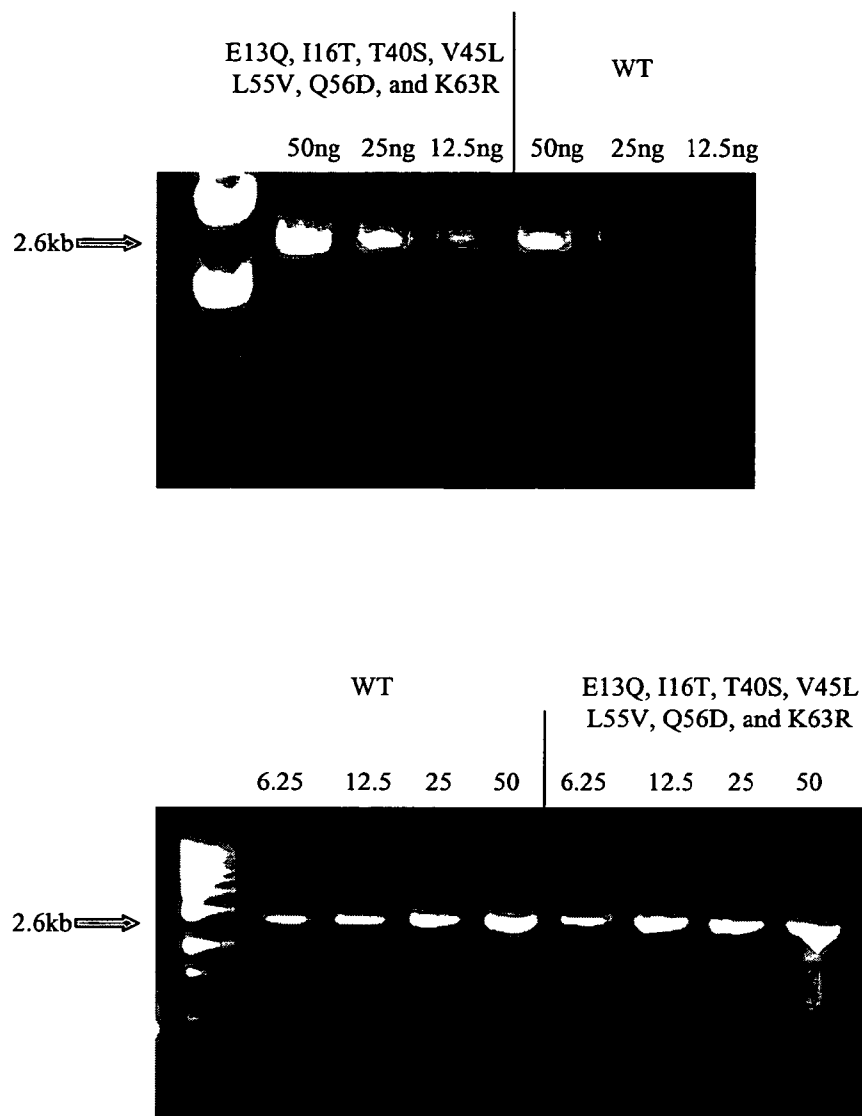 E13Q, I16T, T40S, V45L
L55V, Q56D, and K63R
WT
50ng 25ng 12.5ng 50ng 25ng 12.5ng
2.6kb
WT
E13Q, I16T, T40S, V45L
L55V, Q56D, and K63R
6.25 12.5 25 50 6.25 12.5 25 50
2.6kb